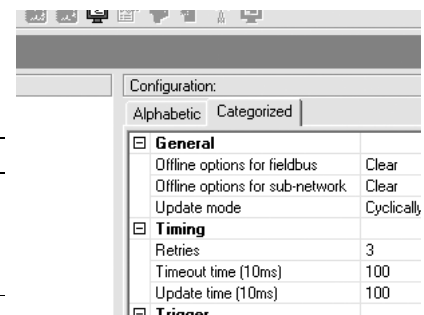 Configuration:
Alphabetic Categorized
General
Offline options for fieldbus Clear
Offline options for sub-network Clear
Update mode Cyclically
Timing
Retries 3
Timeout time (10ms) 100
Update time (10ms) 100
Trigger